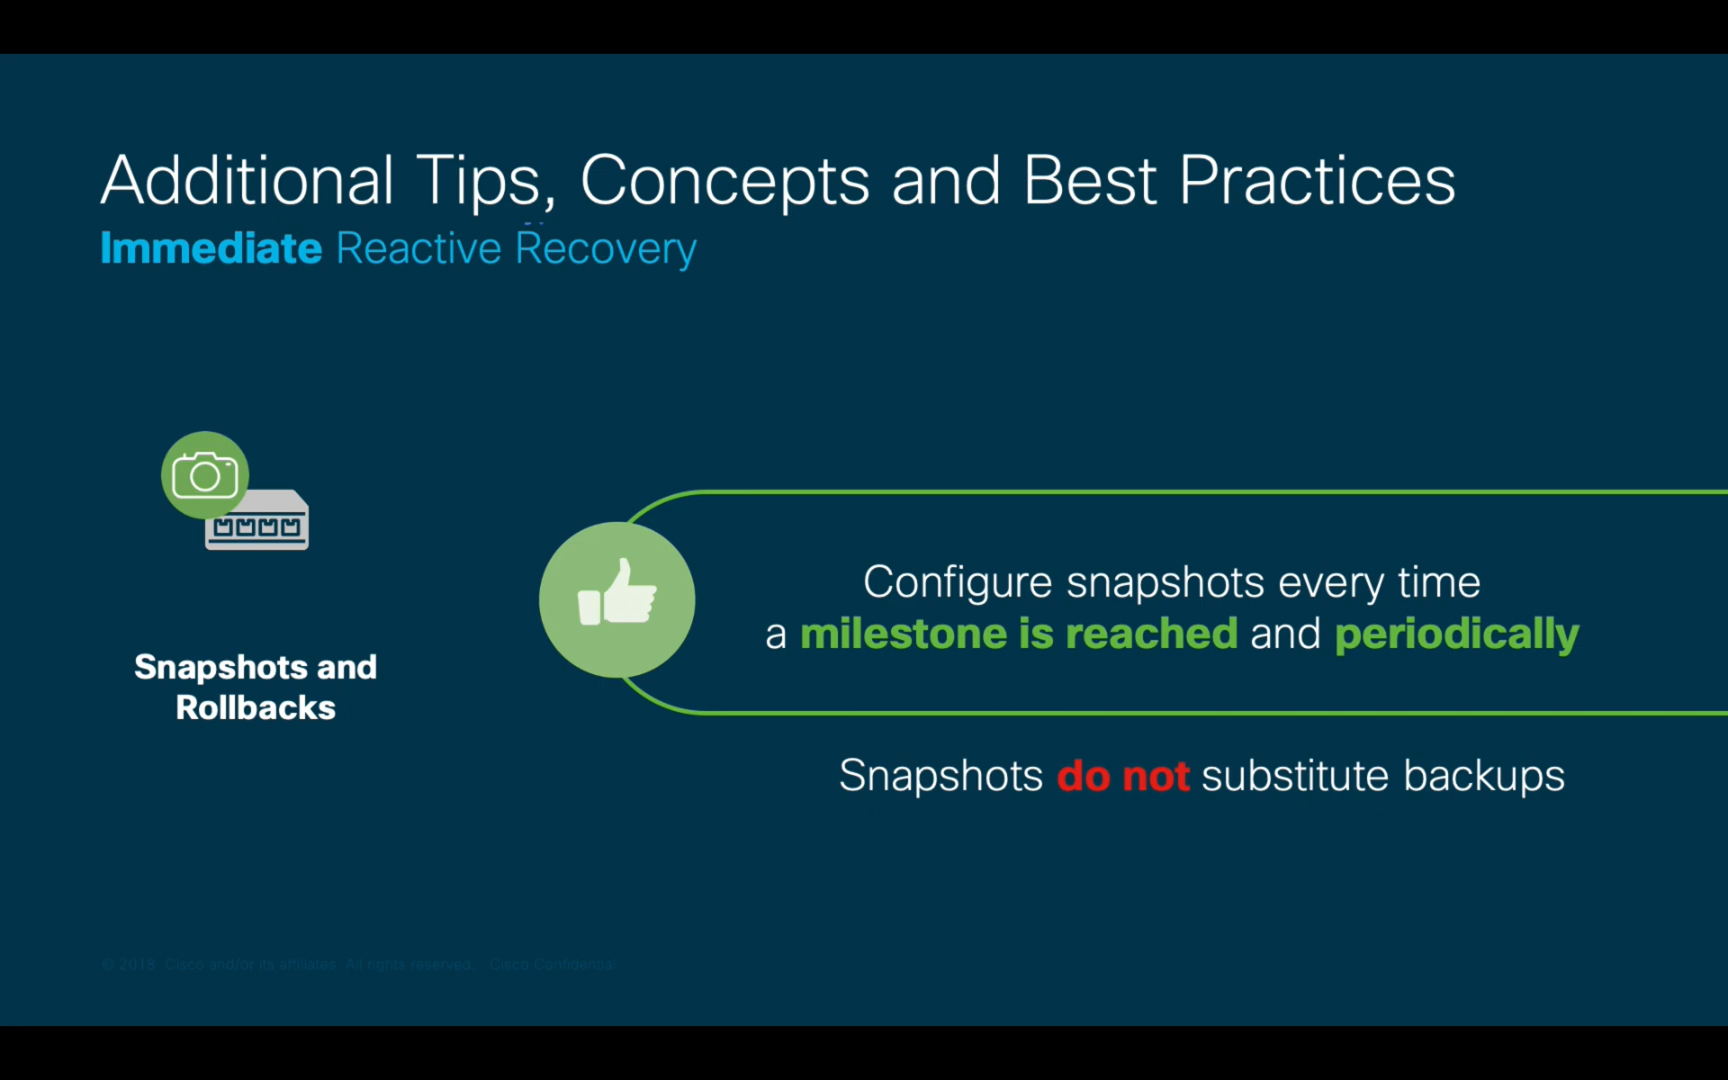 Additional Tips, Concepts and Best Practices
Immediate Reactive Recovery
Snapshots and
Rollbacks
Configure snapshots every time
a milestone is reached and periodically
Snapshots do not substitute backups
© 2018 Cisco and/or its affiliates. All rights reserved. Cisco Confidential